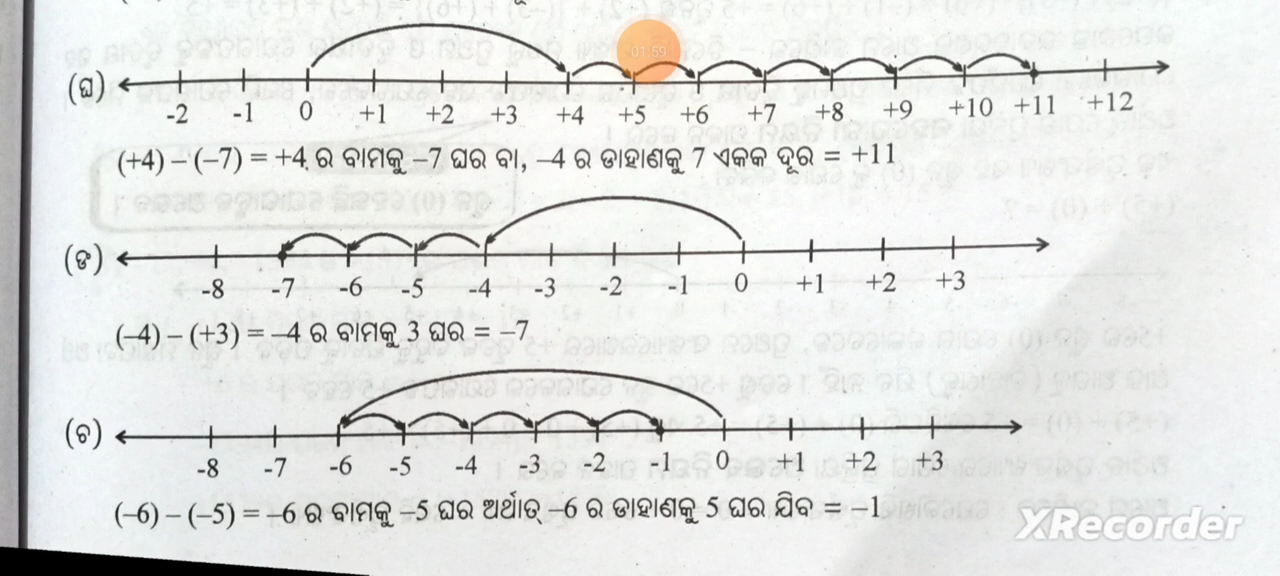 01:59
(ଘ)
-2 -1 0 +1 +2 +3 +4 +5 +6 +7 +8 +9 +10 +11 +12
(+4) – (–7) = +4 ର ବାମକୁ –7 ଘର ବା, –4 ର ଡାହାଣକୁ 7 ଏକକ ଦୂର = +11
(ଙ)
-8 -7 -6 -5 -4 -3 -2 -1 0 +1 +2 +3
(–4) – (+3) = –4 ର ବାମକୁ 3 ଘର = –7
(ଚ)
-8 -7 -6 -5 -4 -3 -2 -1 0 +1 +2 +3
(–6) – (–5) = –6 ର ବାମକୁ –5 ଘର ଅର୍ଥାତ୍ –6 ର ଡାହାଣକୁ 5 ଘର ଯିବ = –1
XRecorder